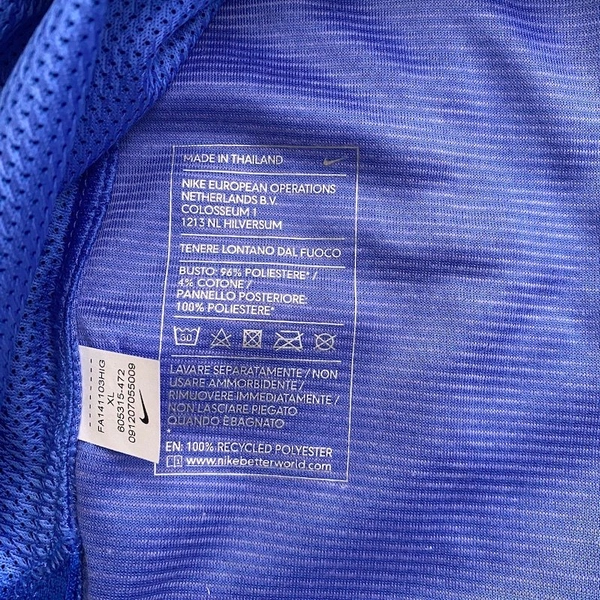 MADE IN THAILAND
NIKE EUROPEAN OPERATIONS
NETHERLANDS B.V.
COLOSSEUM 1
1213 NL HILVERSUM
TENERE LONTANO DAL FUOCO
BUSTO: 96% POLIESTERE* /
4% COTONE /
PANNELLO POSTERIORE:
100% POLIESTERE*
LAVARE SEPARATAMENTE / NON
USARE AMMORBIDENTE /
RIMUOVERE IMMEDIATAMENTE /
NON LASCIARE PIEGATO
QUANDO È BAGNATO
EN: 100% RECYCLED POLYESTER
www.nikebetterworld.com
FA141103HIG
XL
605315-472
091207055009